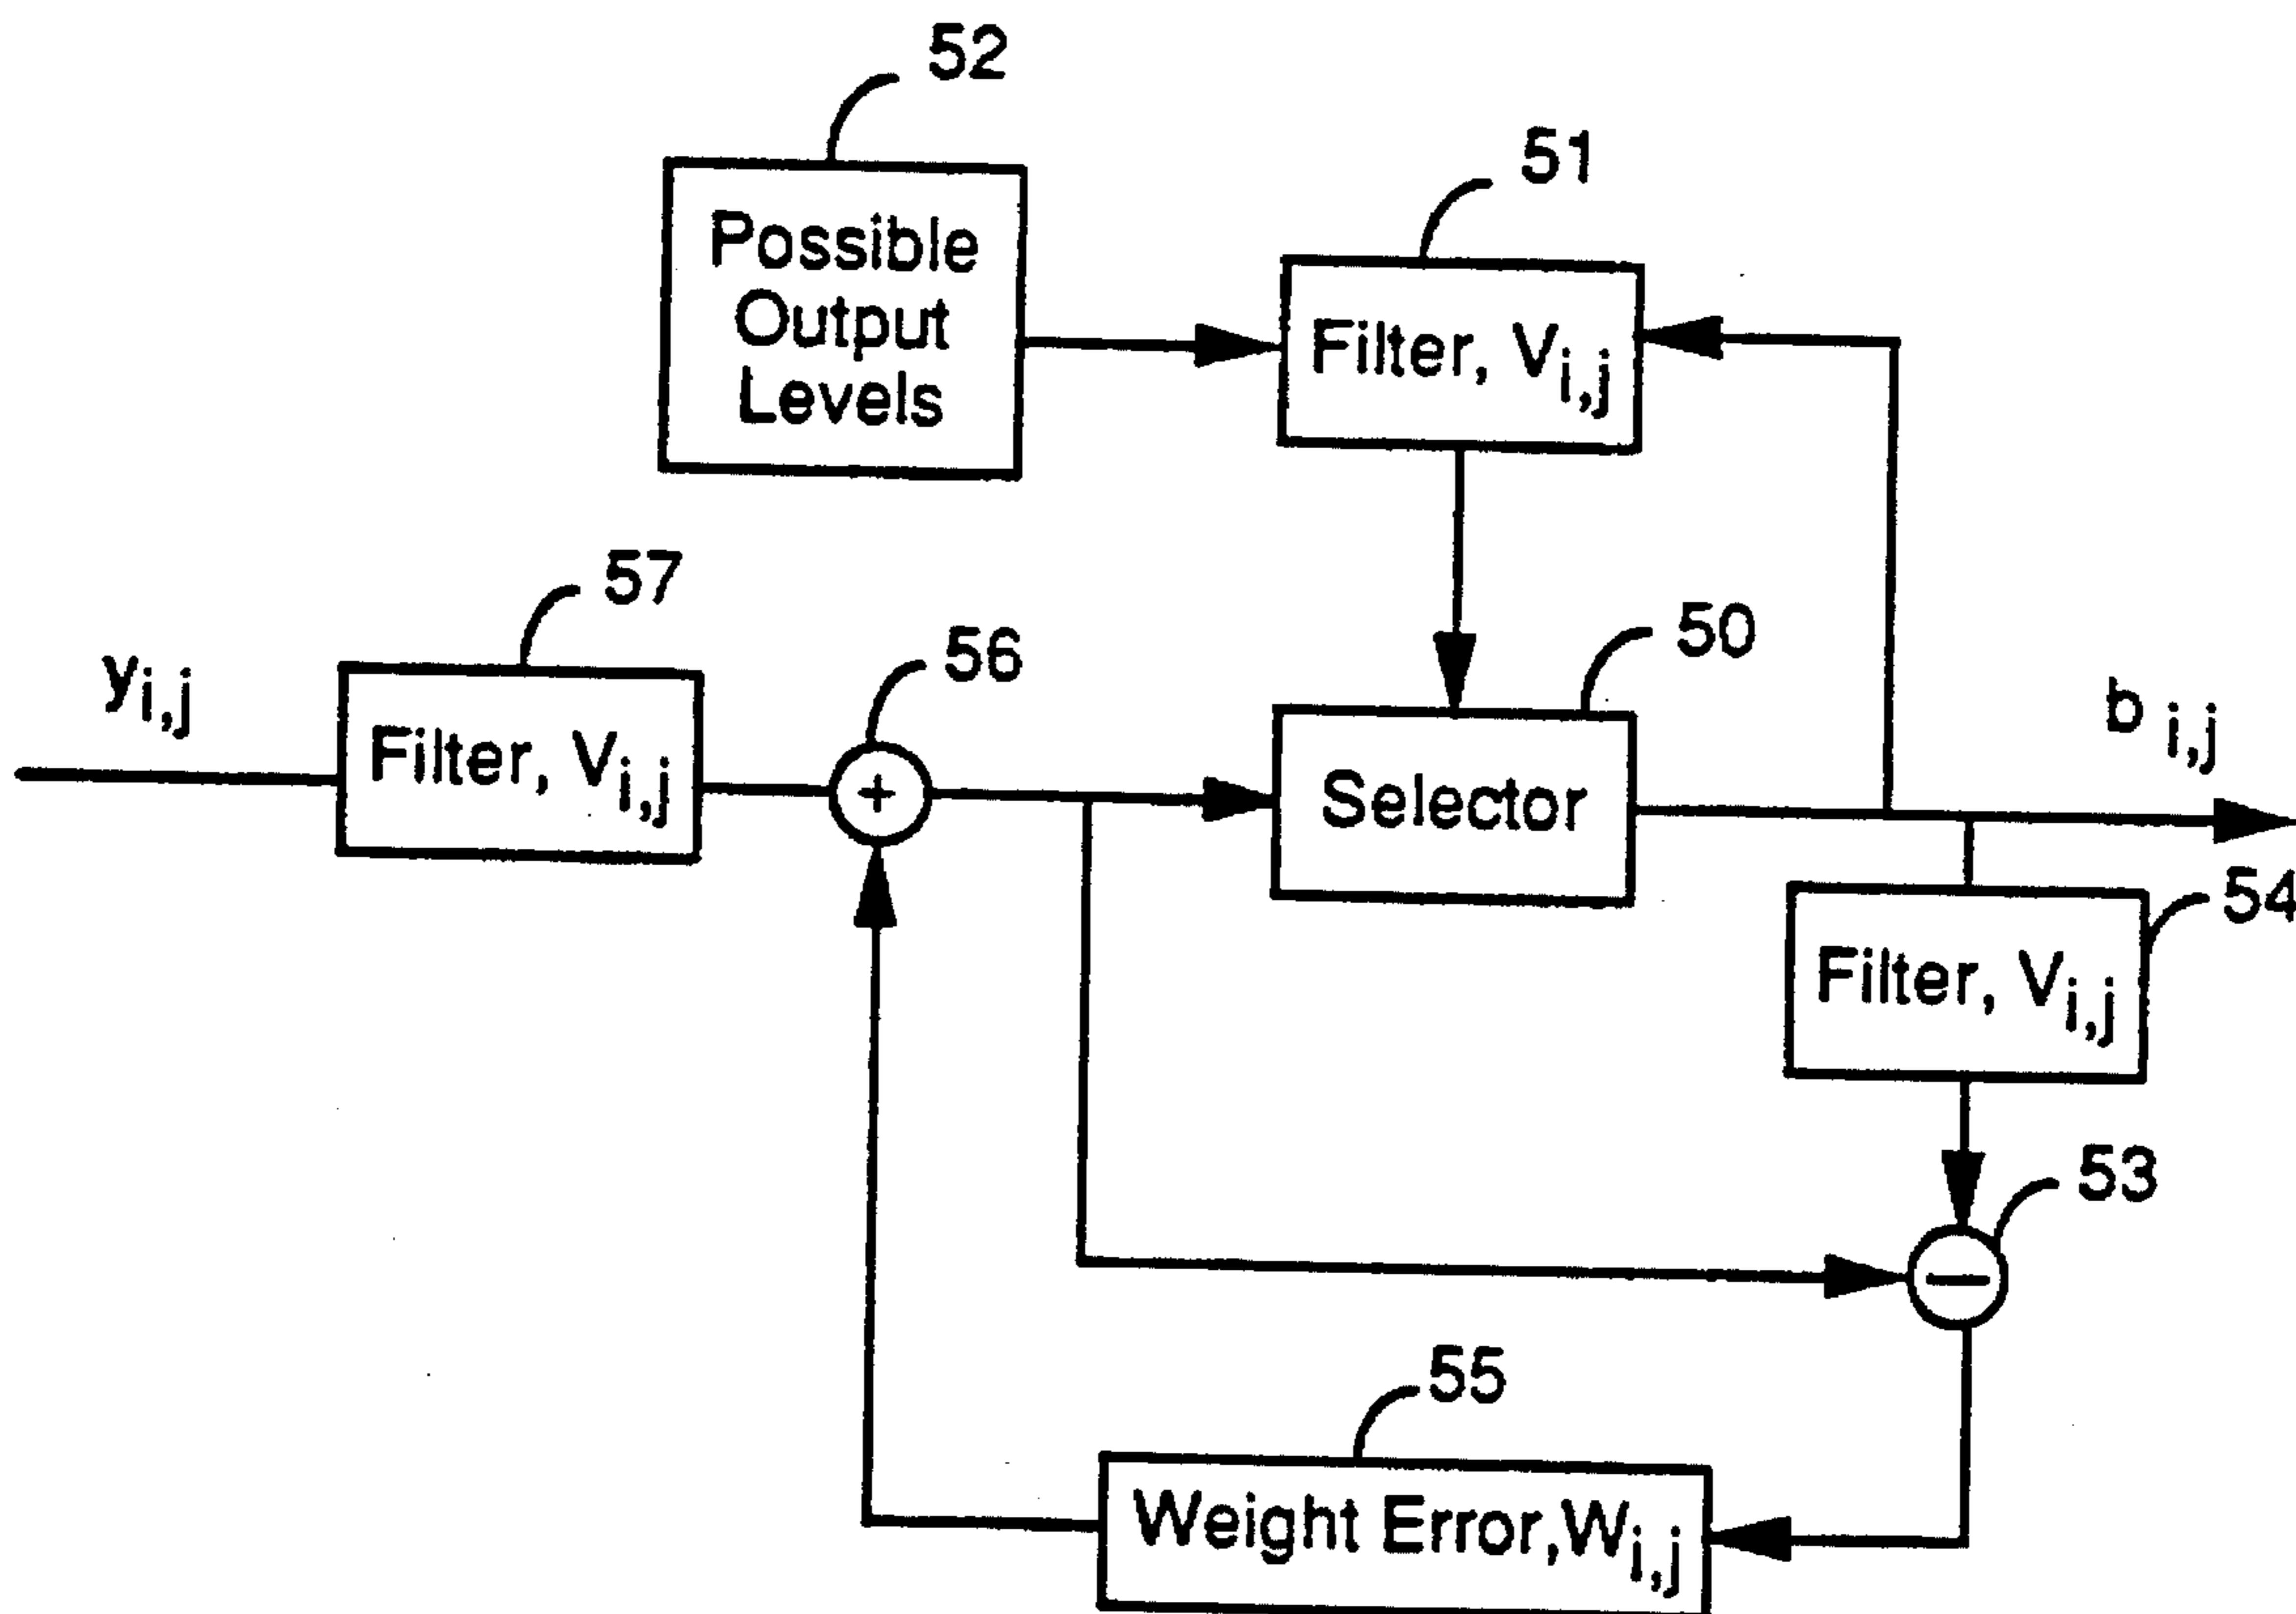 52
51
Possible
Output
Levels
Filter, Vi,j
57
56
50
yi,j
Filter, Vi,j
+
Selector
b i,j
54
Filter, Vi,j
53
55
Weight Error,Wi,j